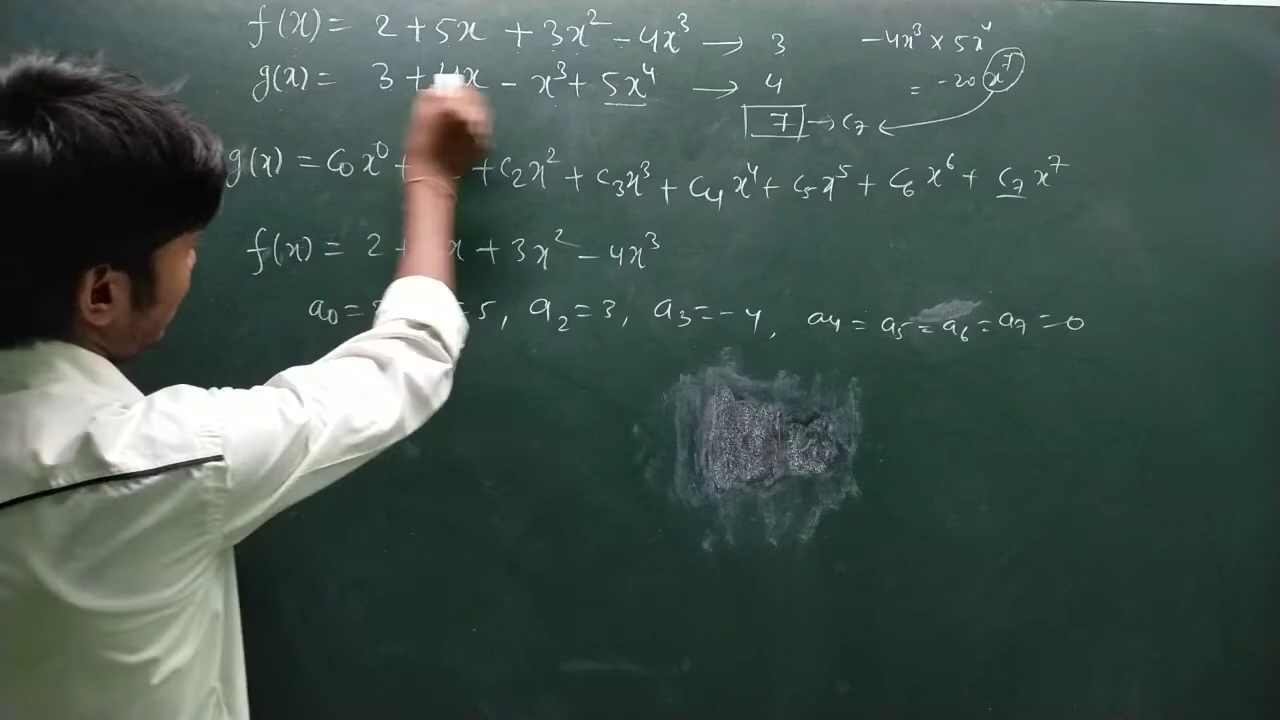 f(x) = 2 + 5x + 3x² - 4x³ → 3
-4x³ × 5x⁴
g(x) = 3 + 4x - x³ + 5x⁴ → 4
= -20 x⁷
7 → c₇
g(x) = c₀x⁰ + + c₂x² + c₃x³ + c₄x⁴ + c₅x⁵ + c₆x⁶ + c₇x⁷
f(x) = 2 + x + 3x² - 4x³
a₀ = = 5, a₂ = 3, a₃ = -4, a₄ = a₅ = a₆ = a₇ = 0